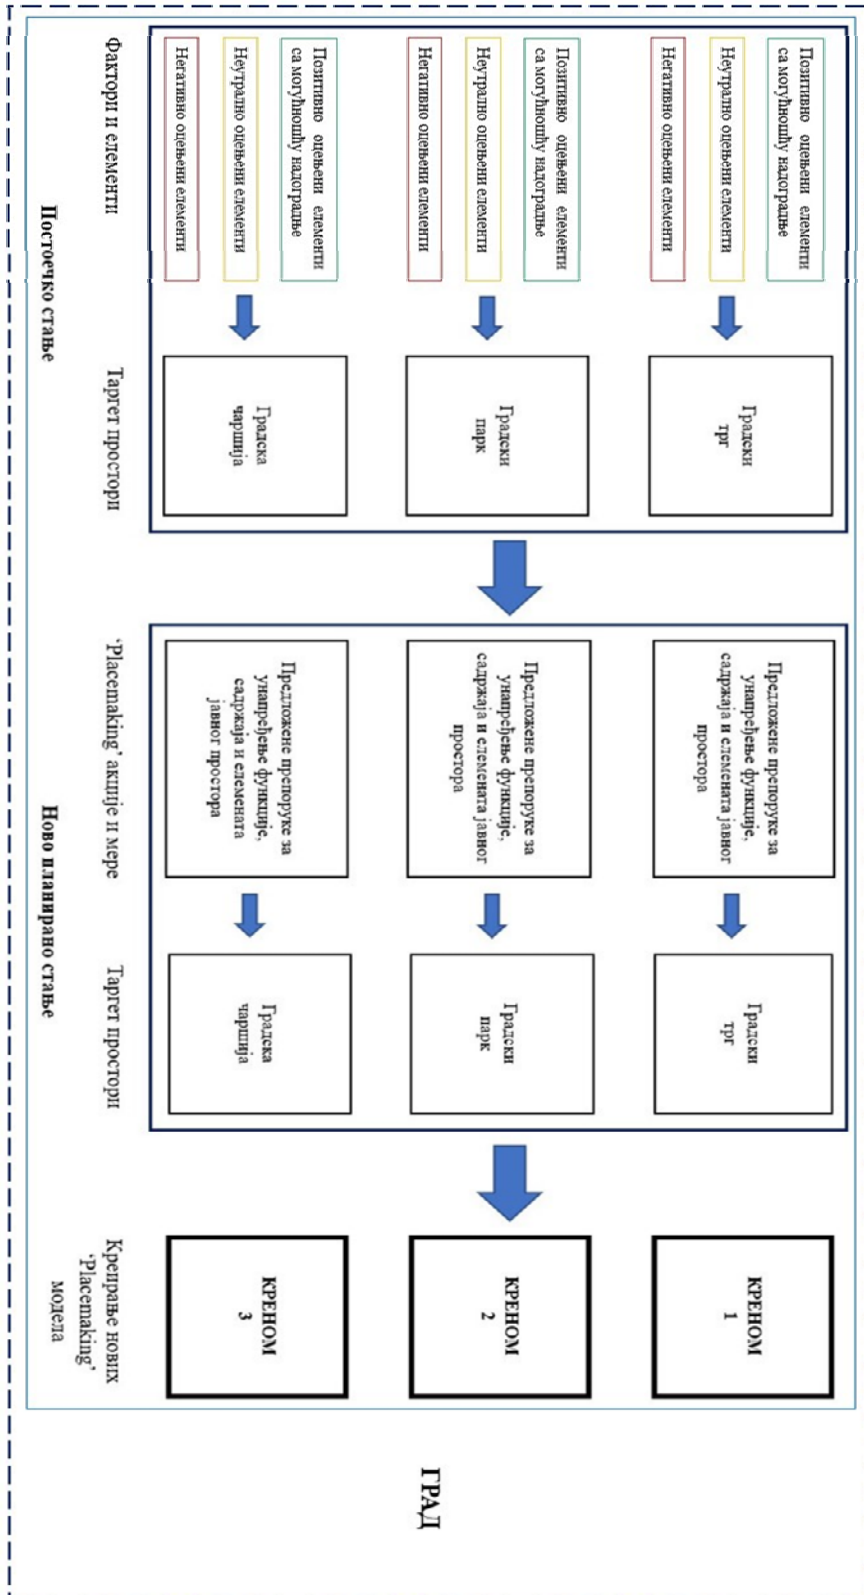 Позитивно оцењени елементи
са могућношћу надоградње
Неутрално оцењени елементи
Негативно оцењени елементи
Градски
трг
Предложене препоруке за
унапређење функције,
садржаја и елемената јавног
простора
Градски
трг
КРЕНОМ
1
Позитивно оцењени елементи
са могућношћу надоградње
Неутрално оцењени елементи
Негативно оцењени елементи
Градски
парк
Предложене препоруке за
унапређење функције,
садржаја и елемената јавног
простора
Градски
парк
КРЕНОМ
2
ГРАД
Позитивно оцењени елементи
са могућношћу надоградње
Неутрално оцењени елементи
Негативно оцењени елементи
Градска
чаршија
Предложене препоруке за
унапређење функције,
садржаја и елемената
јавног простора
Градска
чаршија
КРЕНОМ
3
Фактори и елементи
Таргет простори
‘Placemaking’ акције и мере
Таргет простори
Креирање нових
‘Placemaking’
модела
Постоечко стање
Ново планирано стање